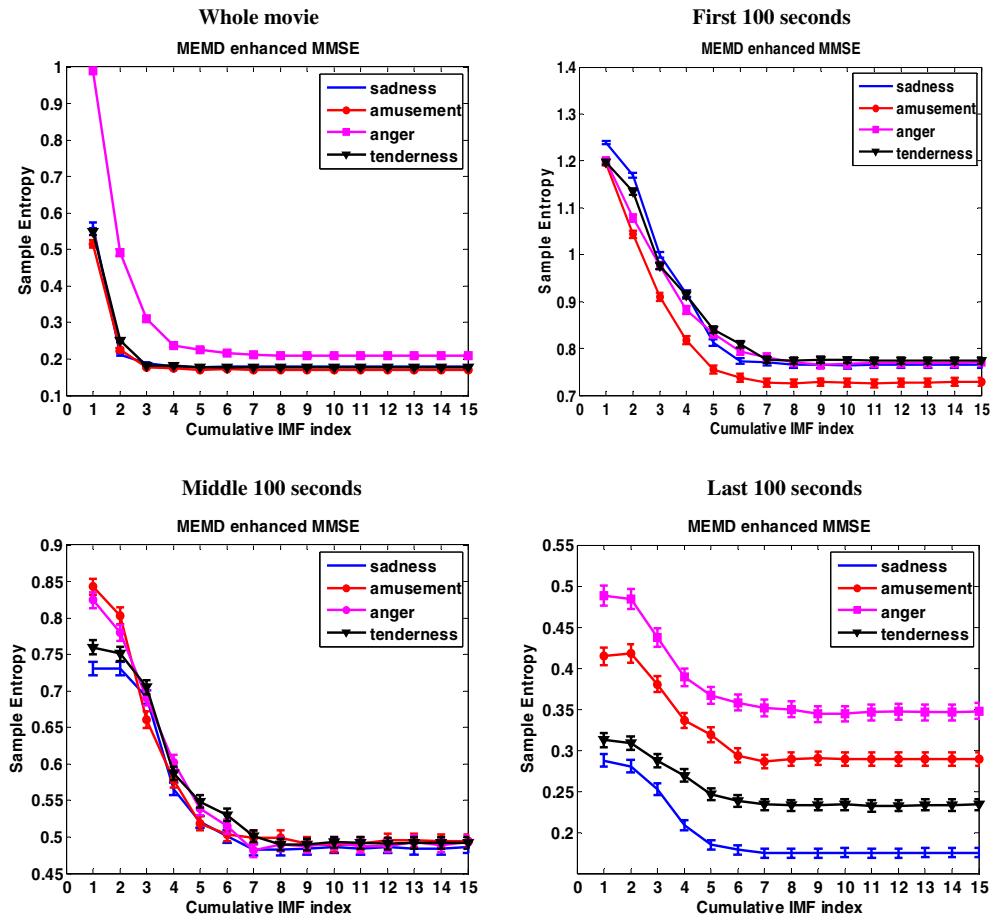 Whole movie
MEMD enhanced MMSE
1
0.9
0.8
0.7
0.6
0.5
0.4
0.3
0.2
0.1
Sample Entropy
sadness
amusement
anger
tenderness
0 1 2 3 4 5 6 7 8 9 10 11 12 13 14 15
Cumulative IMF index
First 100 seconds
MEMD enhanced MMSE
1.4
1.3
1.2
1.1
1
0.9
0.8
0.7
Sample Entropy
sadness
amusement
anger
tenderness
0 1 2 3 4 5 6 7 8 9 10 11 12 13 14 15
Cumulative IMF index
Middle 100 seconds
MEMD enhanced MMSE
0.9
0.85
0.8
0.75
0.7
0.65
0.6
0.55
0.5
0.45
Sample Entropy
sadness
amusement
anger
tenderness
0 1 2 3 4 5 6 7 8 9 10 11 12 13 14 15
Cumulative IMF index
Last 100 seconds
MEMD enhanced MMSE
0.55
0.5
0.45
0.4
0.35
0.3
0.25
0.2
Sample Entropy
sadness
amusement
anger
tenderness
0 1 2 3 4 5 6 7 8 9 10 11 12 13 14 15
Cumulative IMF index